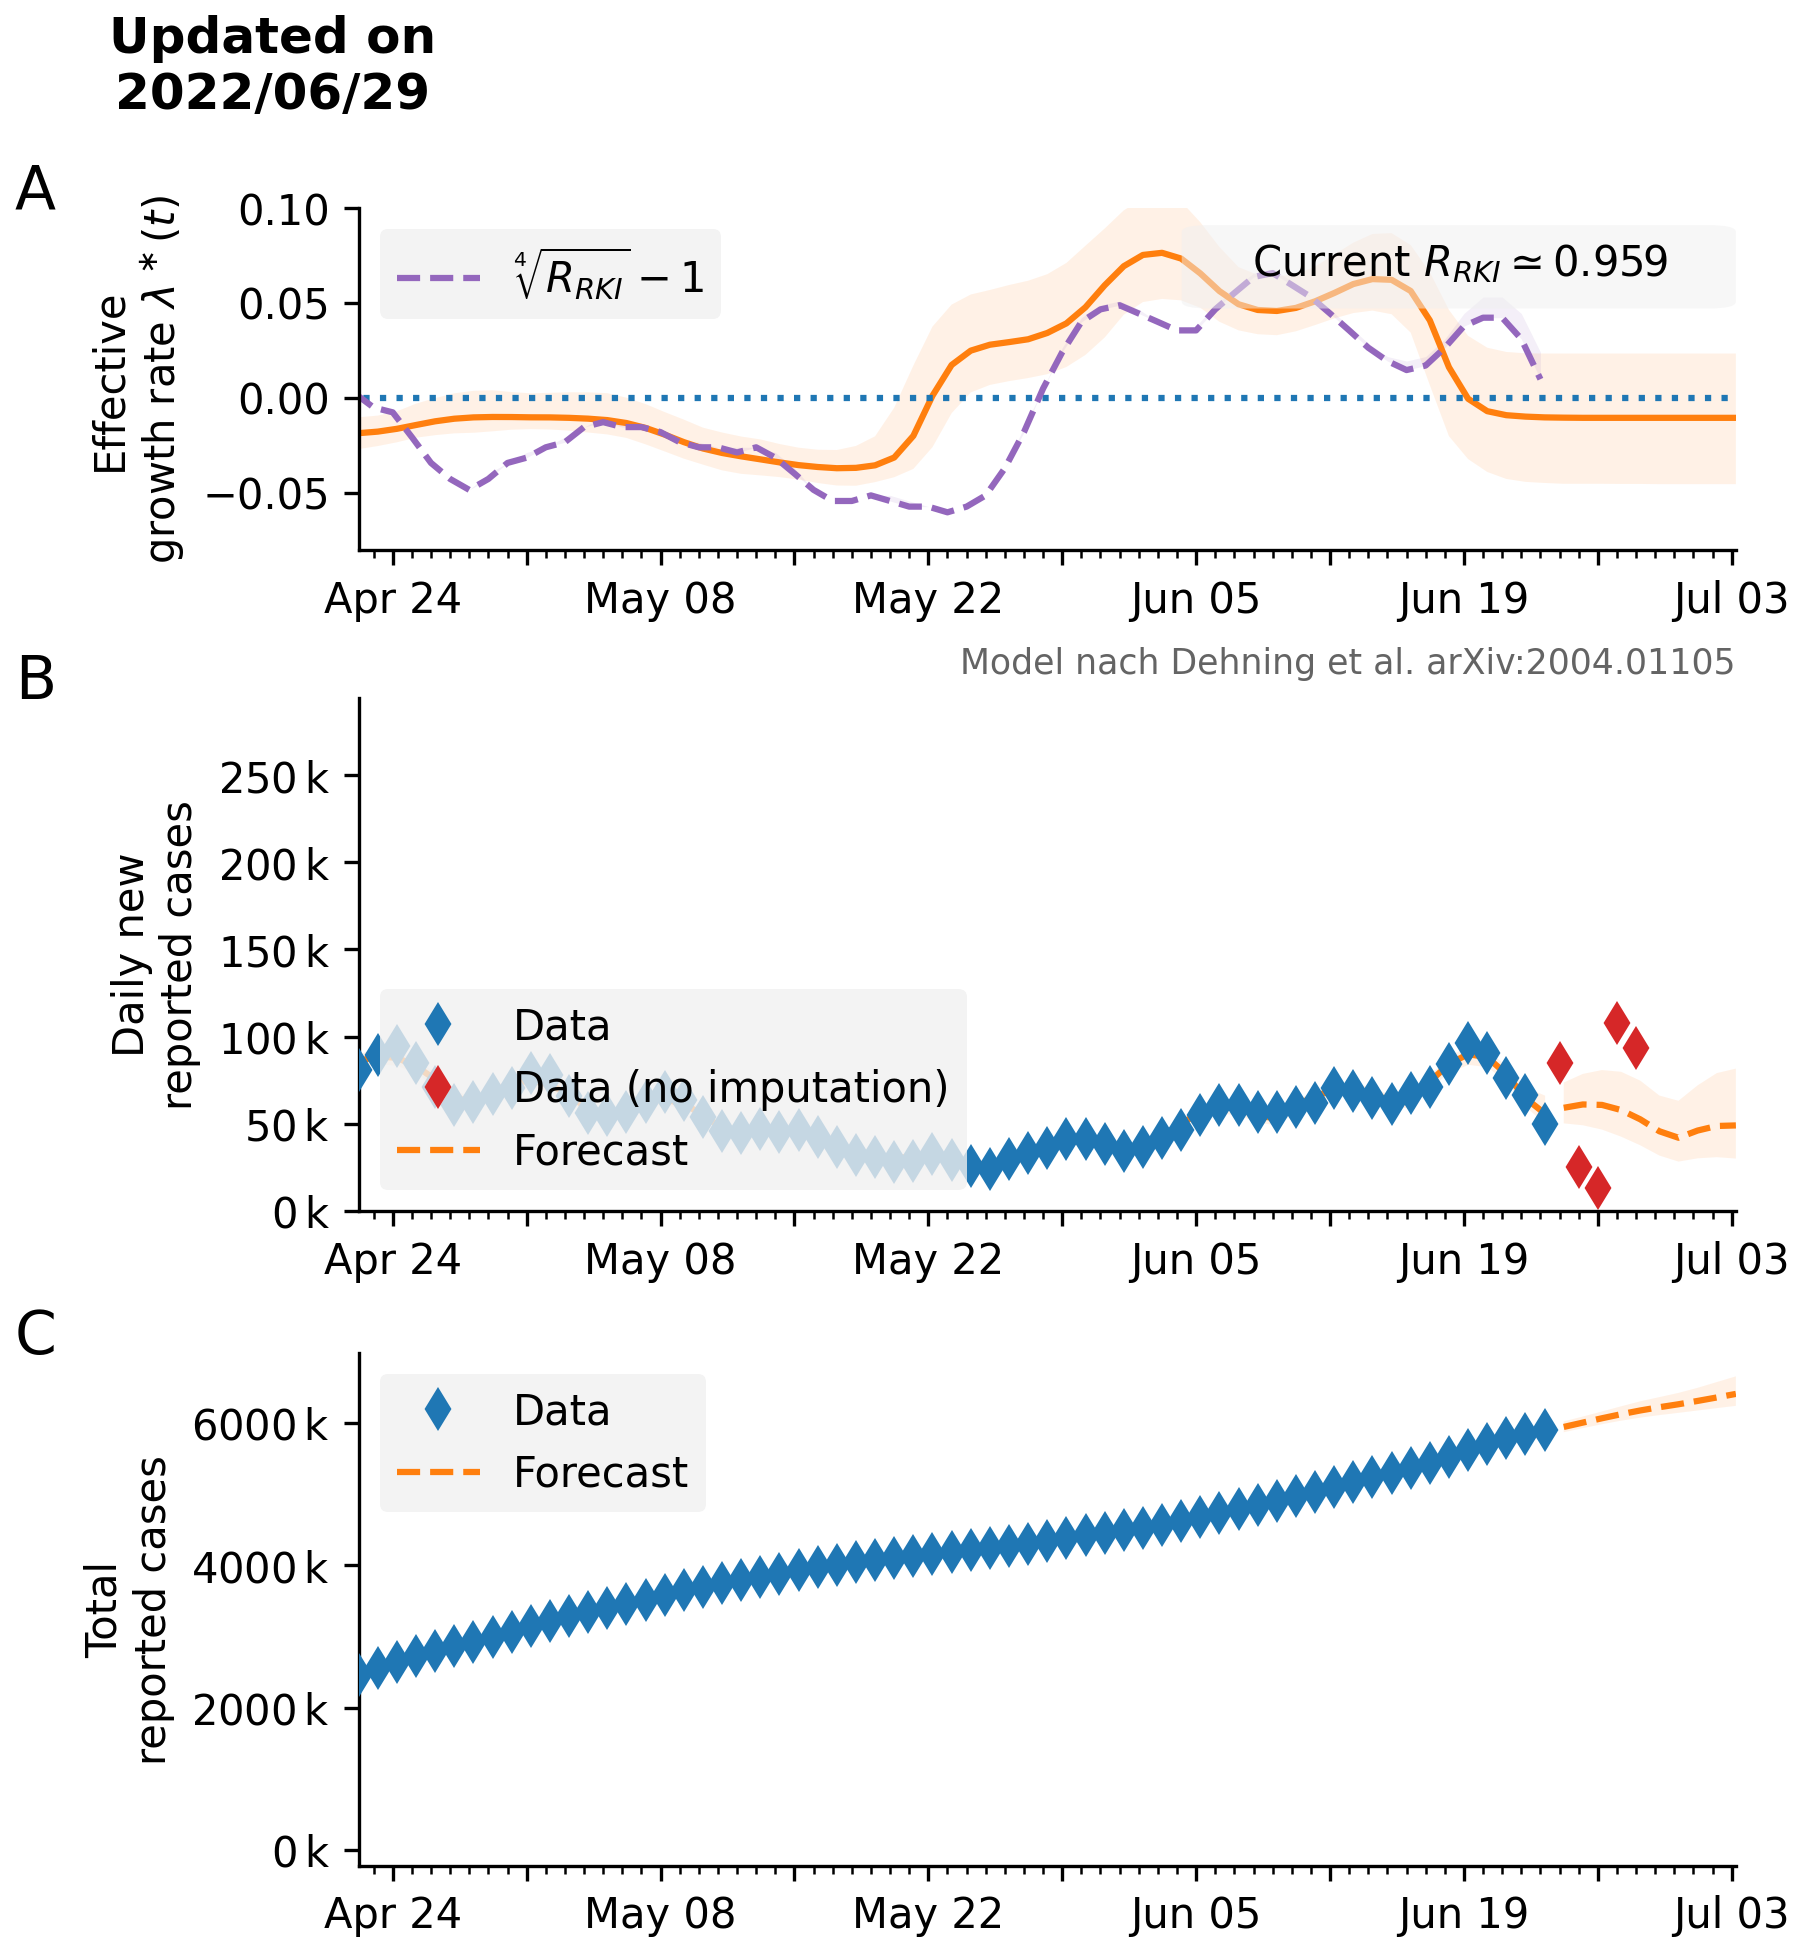 Updated on
2022/06/29
A
Effective
growth rate λ * (t)
0.10
0.05
0.00
−0.05
∜R_RKI − 1
Current R_RKI ≃ 0.959
Apr 24 May 08 May 22 Jun 05 Jun 19 Jul 03
Model nach Dehning et al. arXiv:2004.01105
B
Daily new
reported cases
250 k
200 k
150 k
100 k
50 k
0 k
Data
Data (no imputation)
Forecast
Apr 24 May 08 May 22 Jun 05 Jun 19 Jul 03
C
Total
reported cases
6000 k
4000 k
2000 k
0 k
Data
Forecast
Apr 24 May 08 May 22 Jun 05 Jun 19 Jul 03